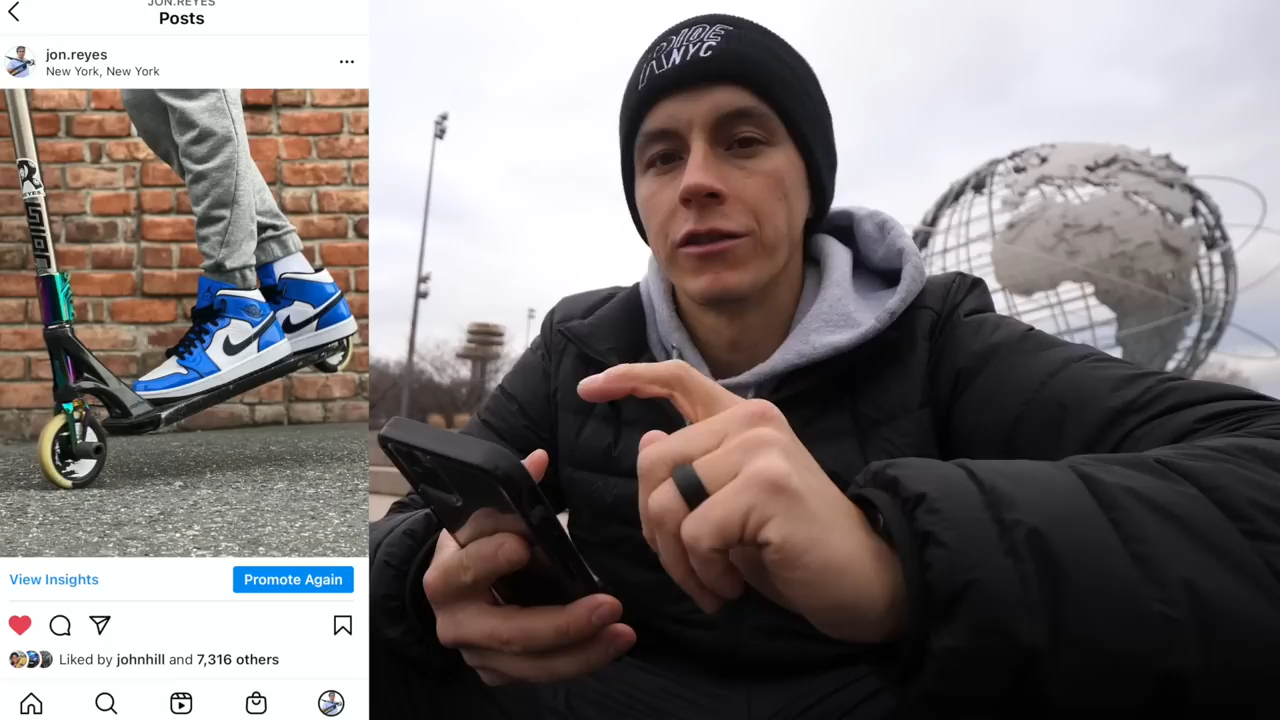 JON.REYES
Posts
jon.reyes
New York, New York
REYES
View Insights
Promote Again
Liked by johnhill and 7,316 others
RIDE
NYC